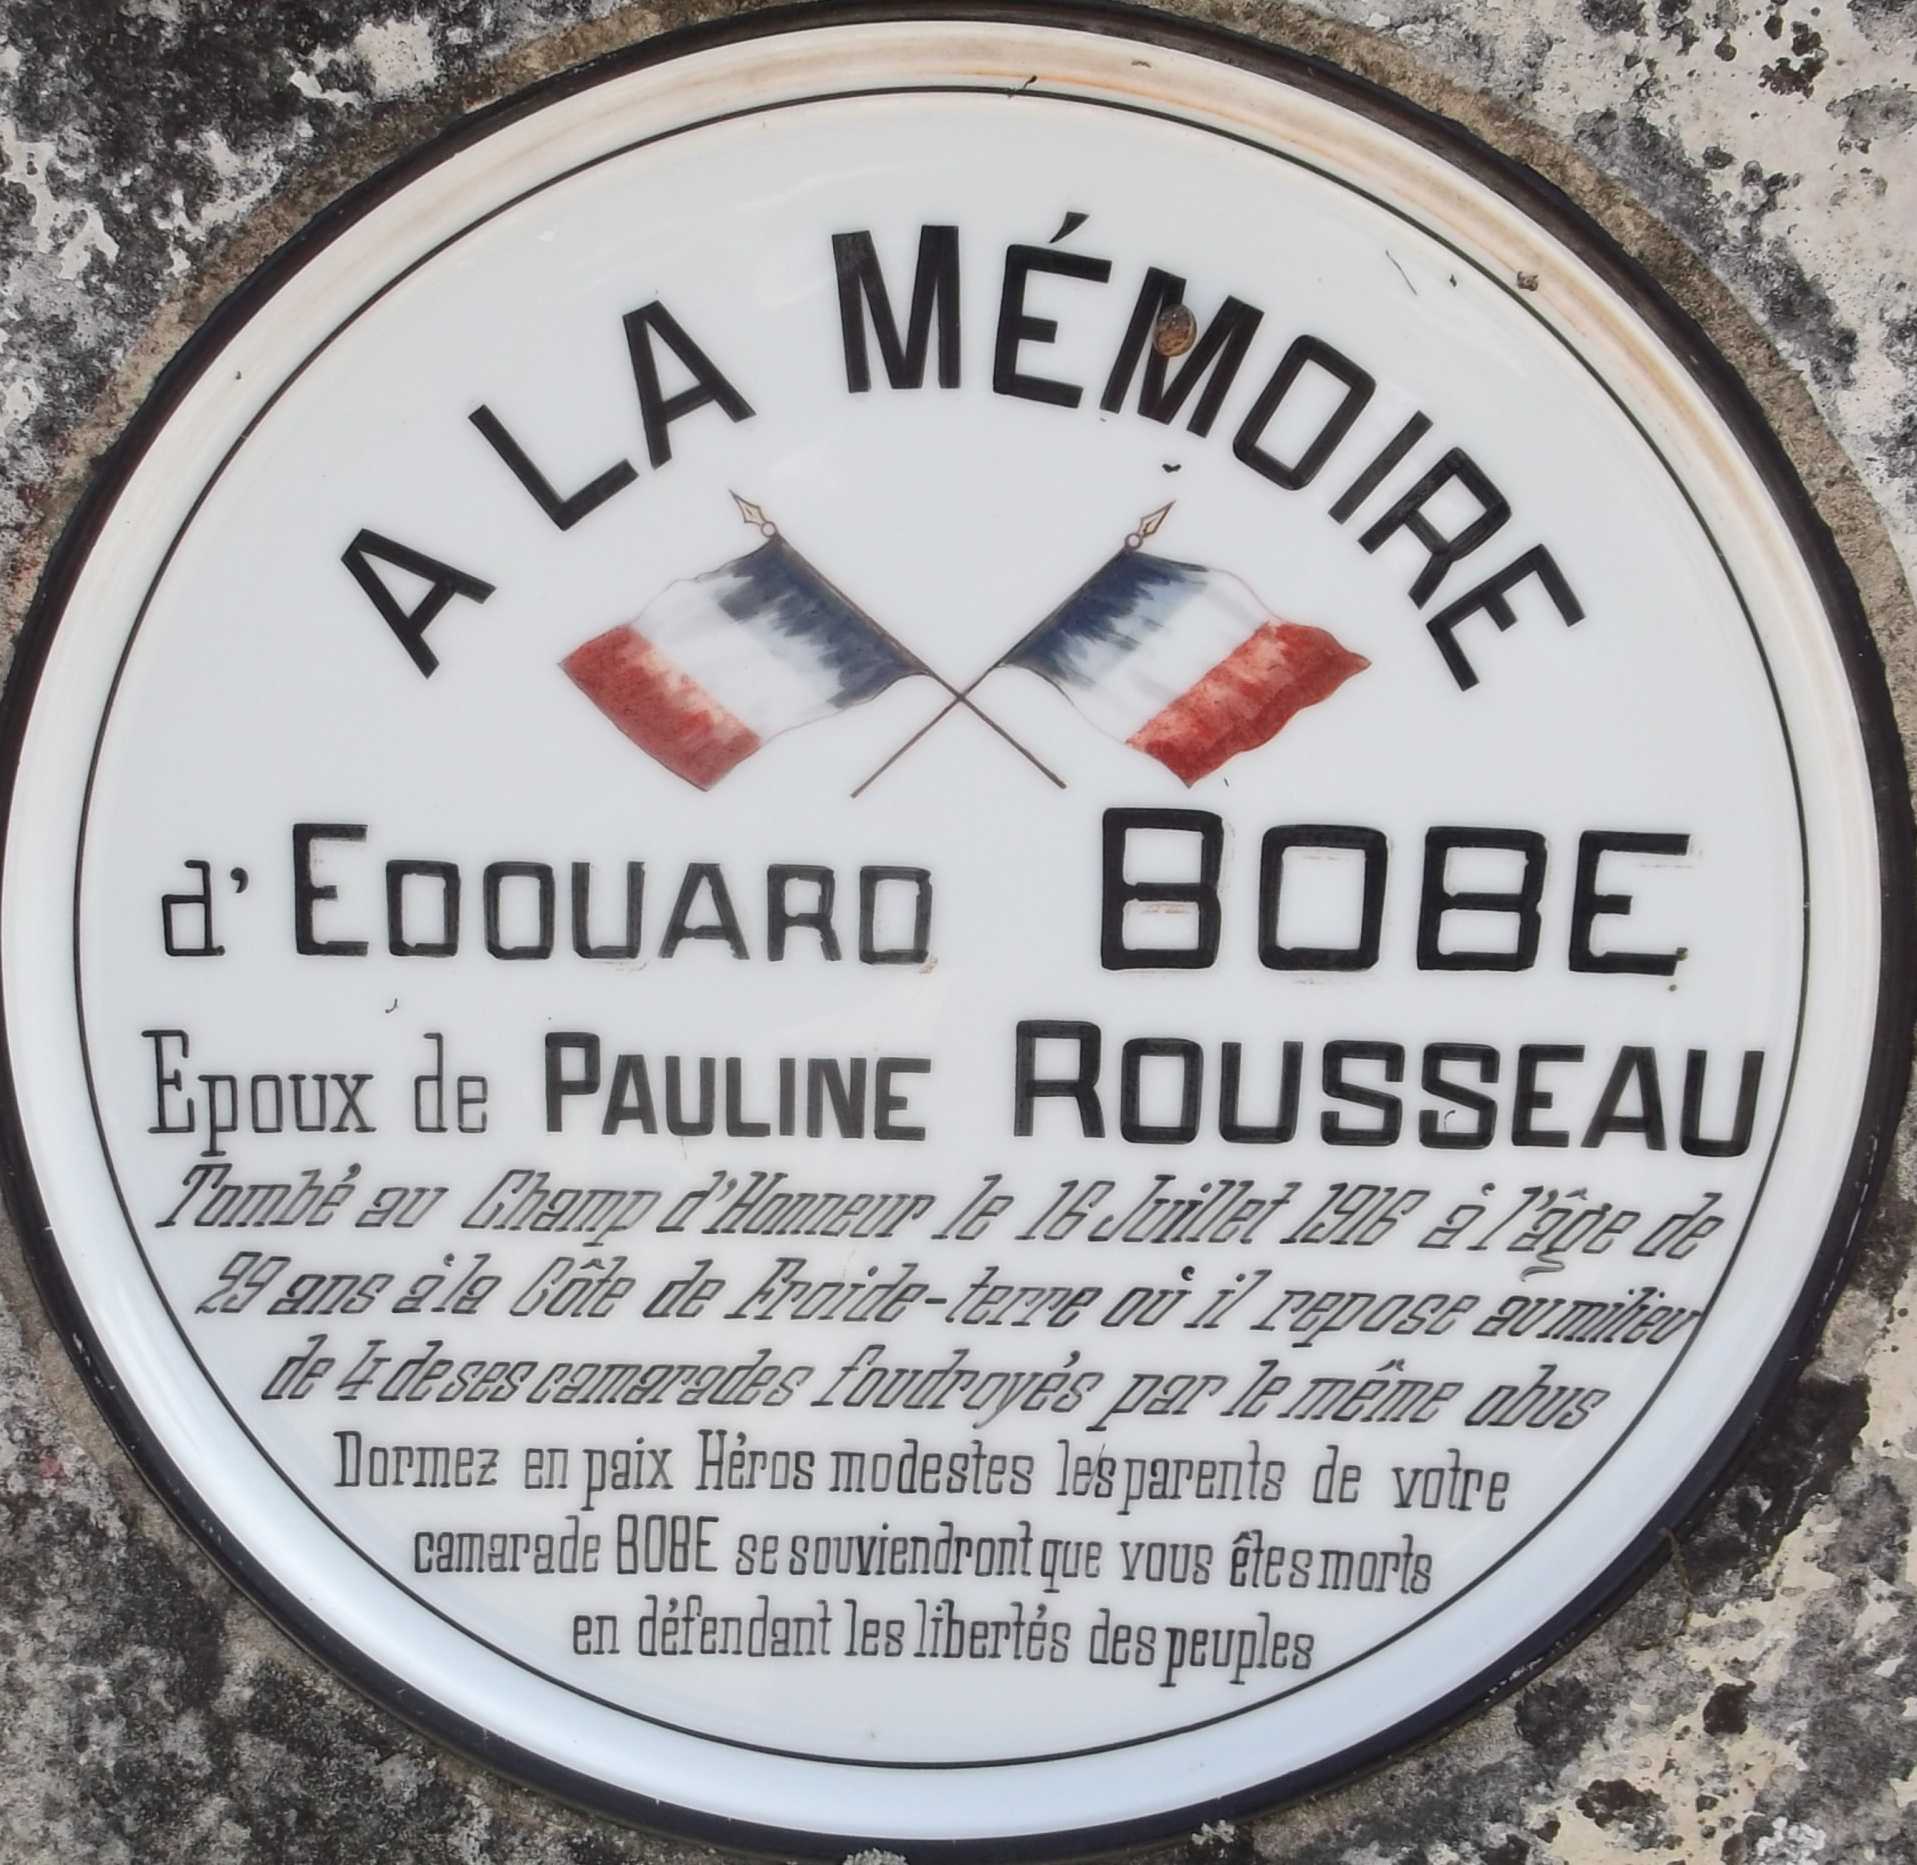 A LA MÉMOIRE
d'EDOUARD BOBE
Epoux de PAULINE ROUSSEAU
Tombé au Champ d'Honneur le 16 Juillet 1916 à l'âge de
29 ans à la Côte de Froide-terre où il repose au milieu
de 4 de ses camarades foudroyés par le même obus
Dormez en paix Héros modestes les parents de votre
camarade BOBE se souviendront que vous êtes morts
en défendant les libertés des peuples